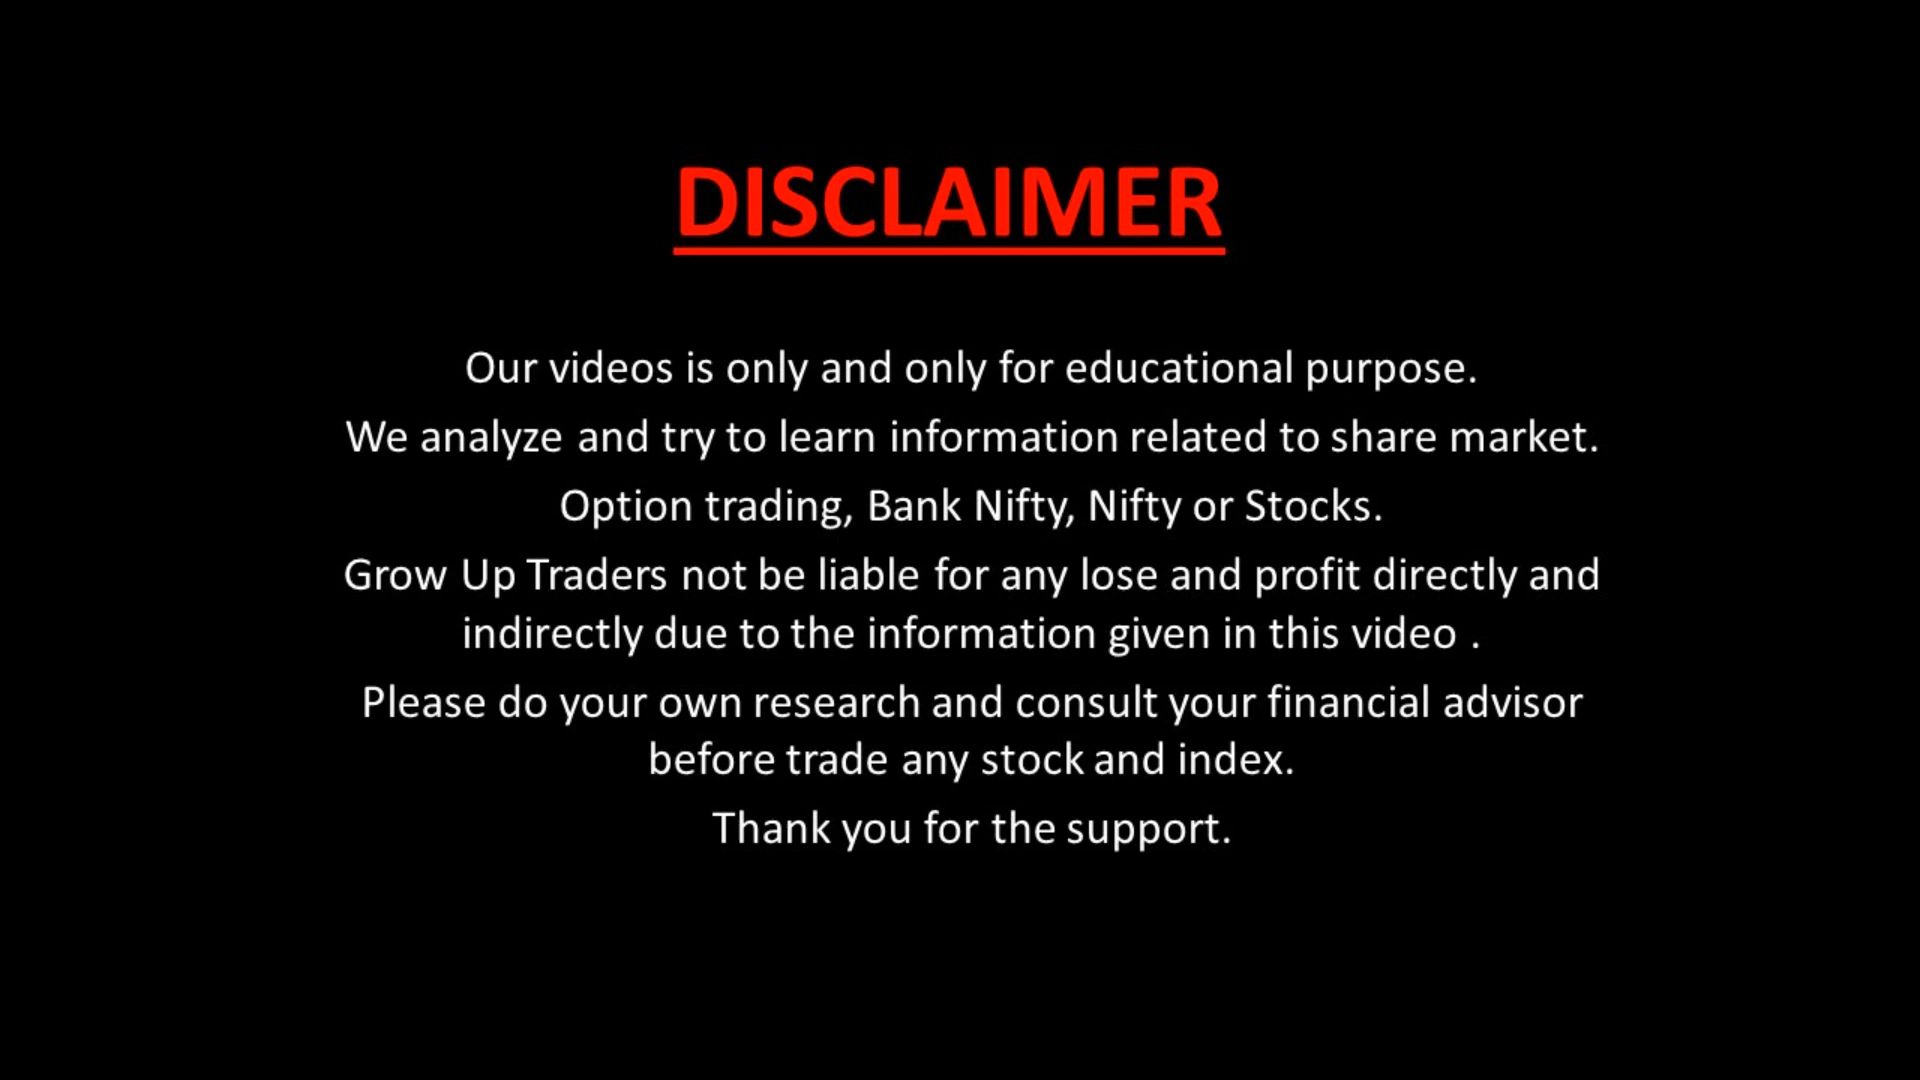 DISCLAIMER
Our videos is only and only for educational purpose.
We analyze and try to learn information related to share market.
Option trading, Bank Nifty, Nifty or Stocks.
Grow Up Traders not be liable for any lose and profit directly and
indirectly due to the information given in this video .
Please do your own research and consult your financial advisor
before trade any stock and index.
Thank you for the support.